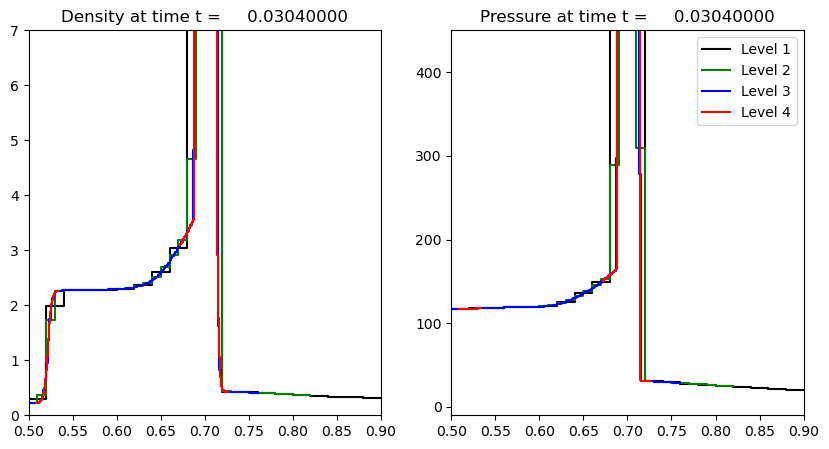 Density at time t = 0.03040000
7
6
5
4
3
2
1
0
0.50 0.55 0.60 0.65 0.70 0.75 0.80 0.85 0.90
Pressure at time t = 0.03040000
Level 1
Level 2
Level 3
Level 4
400
300
200
100
0
0.50 0.55 0.60 0.65 0.70 0.75 0.80 0.85 0.90